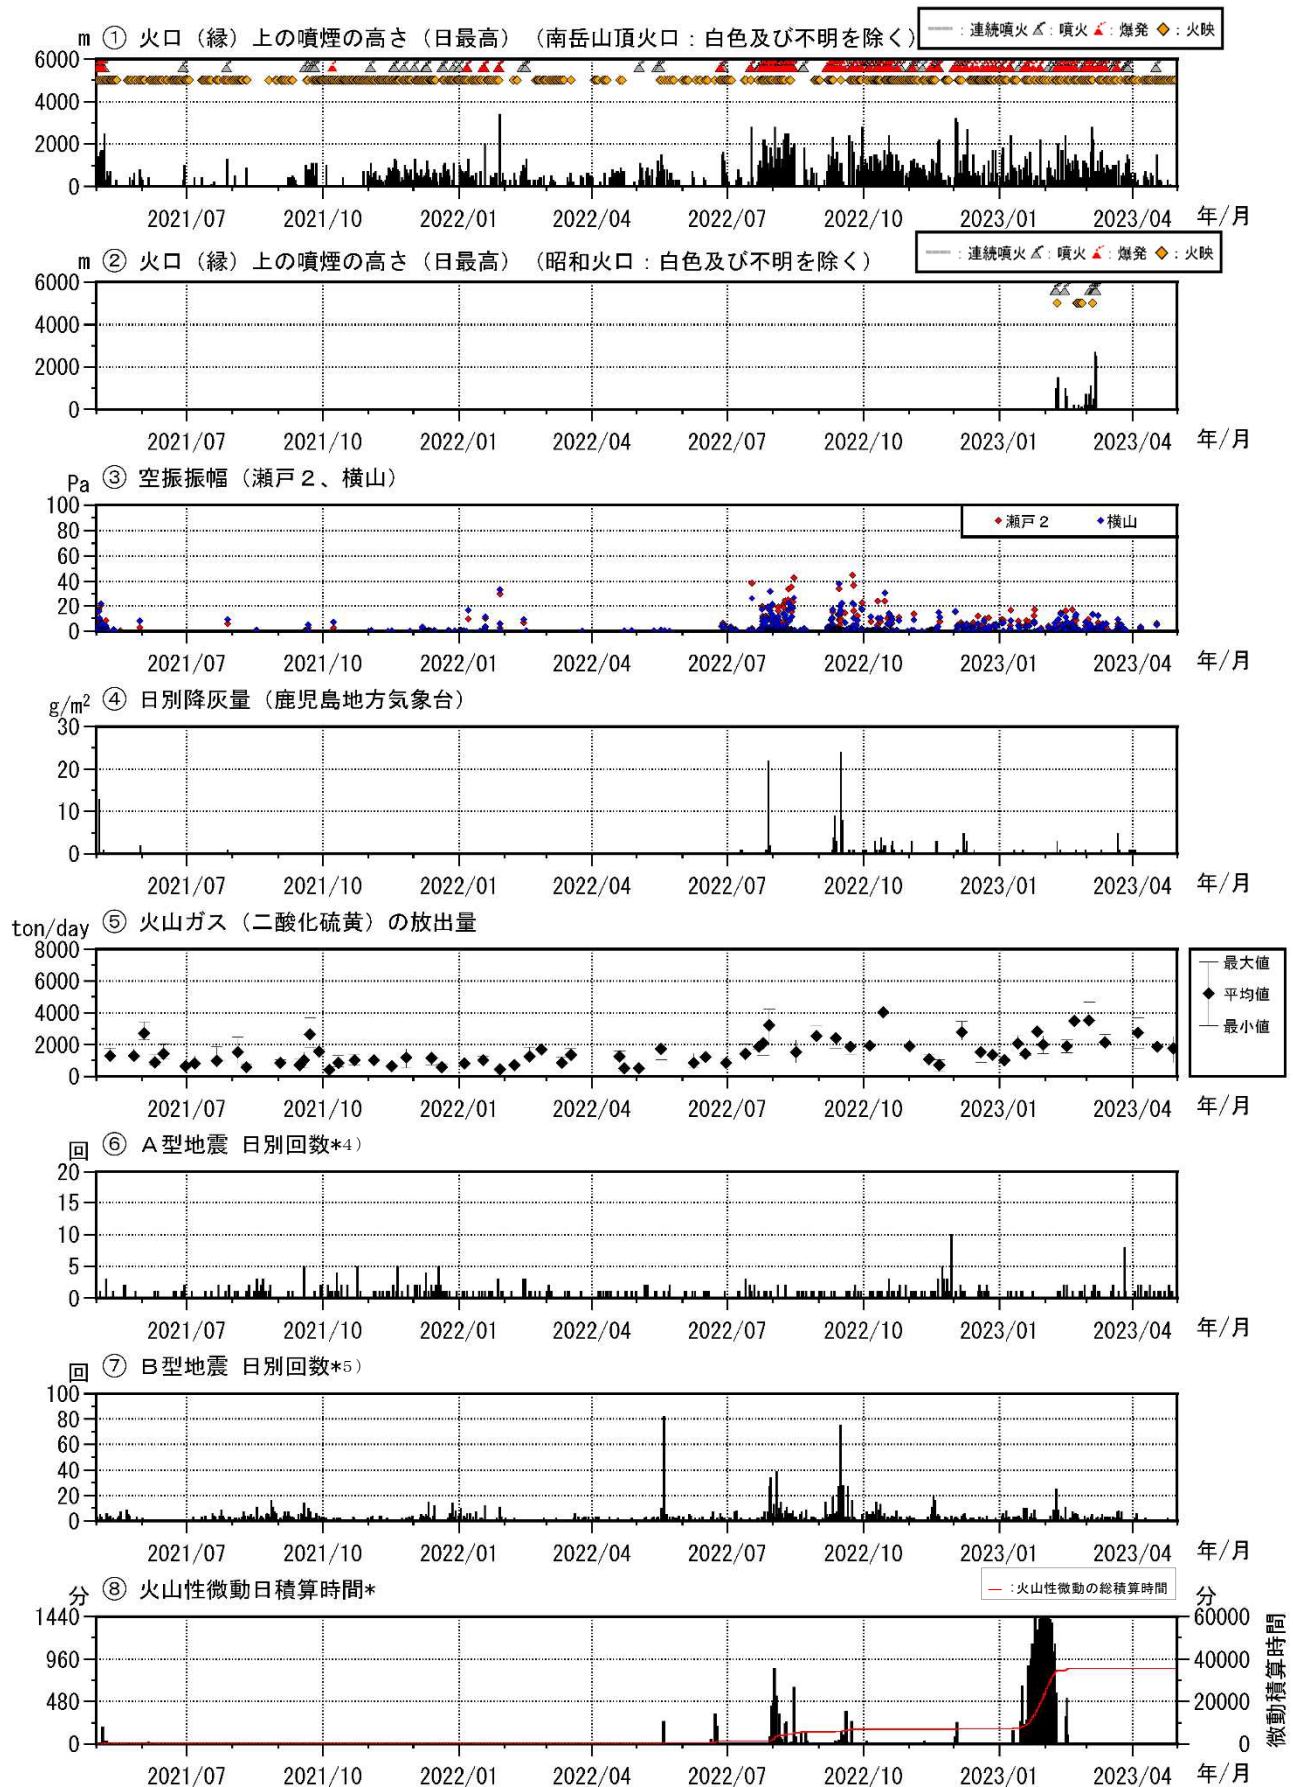 m ① 火口（縁）上の噴煙の高さ（日最高）（南岳山頂火口：白色及び不明を除く）
：連続噴火 ：噴火 ：爆発 ：火映
6000
4000
2000
0
2021/07 2021/10 2022/01 2022/04 2022/07 2022/10 2023/01 2023/04 年/月
m ② 火口（縁）上の噴煙の高さ（日最高）（昭和火口：白色及び不明を除く）
：連続噴火 ：噴火 ：爆発 ：火映
6000
4000
2000
0
2021/07 2021/10 2022/01 2022/04 2022/07 2022/10 2023/01 2023/04 年/月
Pa ③ 空振振幅（瀬戸２、横山）
瀬戸２ 横山
100
80
60
40
20
0
2021/07 2021/10 2022/01 2022/04 2022/07 2022/10 2023/01 2023/04 年/月
g/m² ④ 日別降灰量（鹿児島地方気象台）
30
20
10
0
2021/07 2021/10 2022/01 2022/04 2022/07 2022/10 2023/01 2023/04 年/月
ton/day ⑤ 火山ガス（二酸化硫黄）の放出量
8000
6000
4000
2000
0
最大値
平均値
最小値
2021/07 2021/10 2022/01 2022/04 2022/07 2022/10 2023/01 2023/04 年/月
回 ⑥ Ａ型地震 日別回数*4）
20
15
10
5
0
2021/07 2021/10 2022/01 2022/04 2022/07 2022/10 2023/01 2023/04 年/月
回 ⑦ Ｂ型地震 日別回数*5）
100
80
60
40
20
0
2021/07 2021/10 2022/01 2022/04 2022/07 2022/10 2023/01 2023/04 年/月
分 ⑧ 火山性微動日積算時間*
：火山性微動の総積算時間
分
1440
960
480
0
60000
40000
20000
0
微動積算時間
2021/07 2021/10 2022/01 2022/04 2022/07 2022/10 2023/01 2023/04 年/月